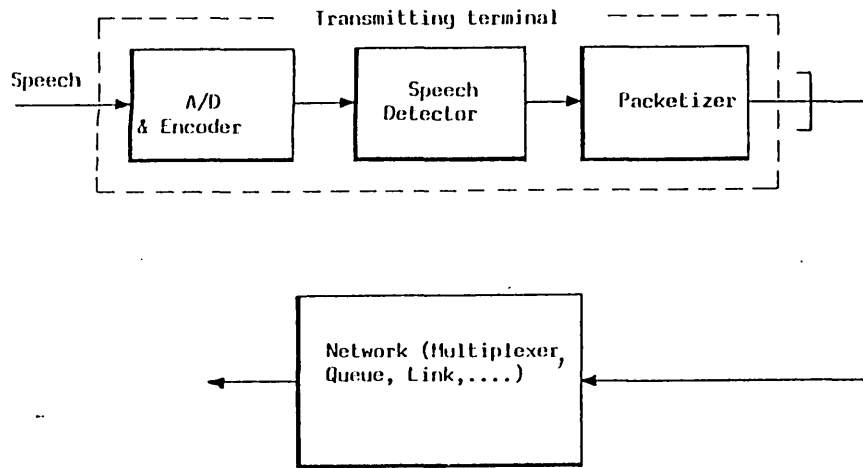 Transmitting terminal
Speech
A/D
& Encoder
Speech
Detector
Packetizer
Network (Multiplexer,
Queue, Link,....)